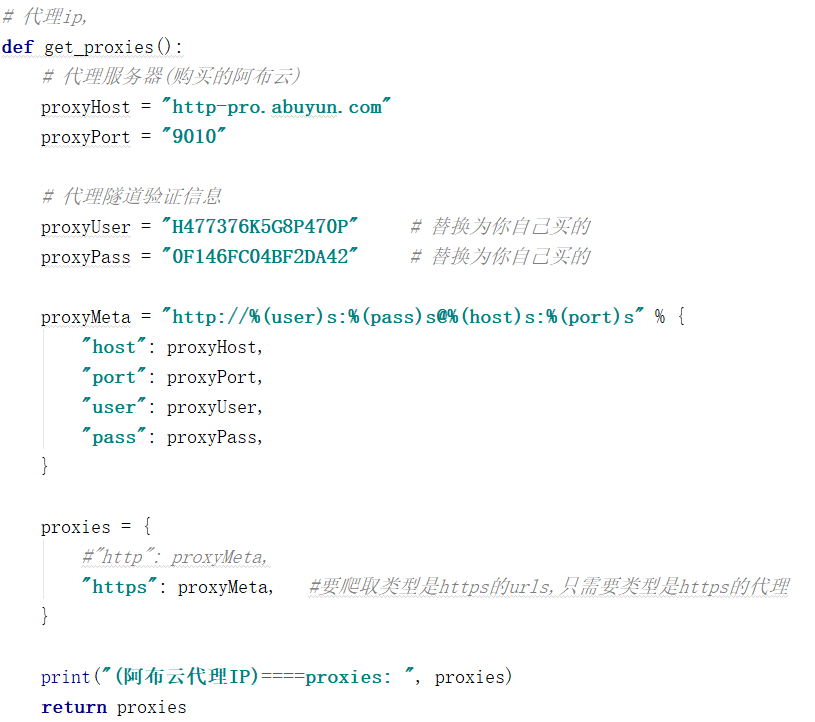 # 代理ip,
def get_proxies():
    # 代理服务器(购买的阿布云)
    proxyHost = "http-pro.abuyun.com"
    proxyPort = "9010"
    # 代理隧道验证信息
    proxyUser = "H477376K5G8P470P"     # 替换为你自己买的
    proxyPass = "0F146FC04BF2DA42"     # 替换为你自己买的
    proxyMeta = "http://%(user)s:%(pass)s@%(host)s:%(port)s" % {
        "host": proxyHost,
        "port": proxyPort,
        "user": proxyUser,
        "pass": proxyPass,
    }
    proxies = {
        #"http": proxyMeta,
        "https": proxyMeta,   #要爬取类型是https的urls,只需要类型是https的代理
    }
    print("(阿布云代理IP)====proxies: ", proxies)
    return proxies